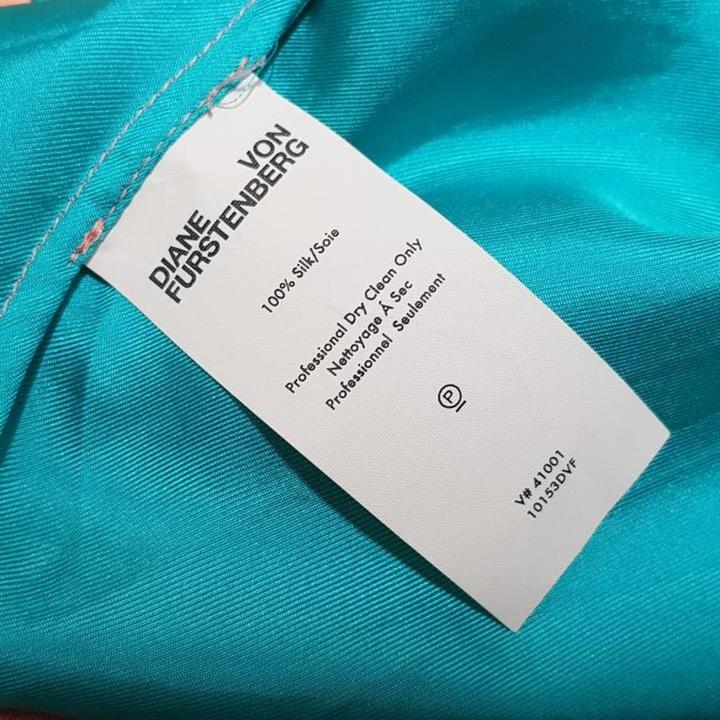 DIANE VON
FURSTENBERG
100% Silk/Soie
Professional Dry Clean Only
Nettoyage Á Sec
Professionnel Seulement
P
V# 41001
10153DVF